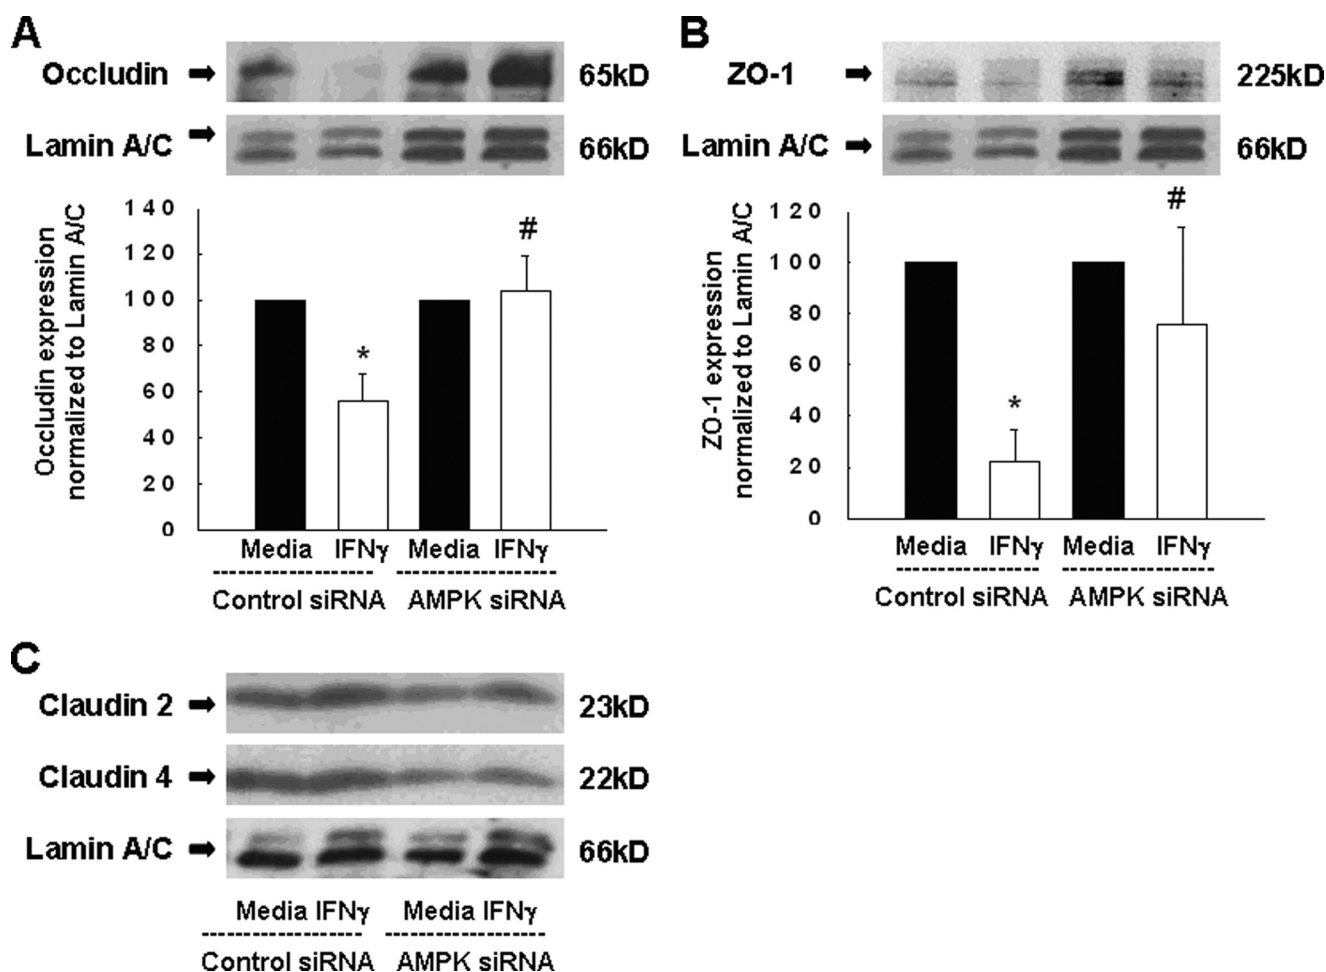 A
Occludin
65kD
Lamin A/C
66kD
Occludin expression
normalized to Lamin A/C
140
120
100
80
60
40
20
0
*
#
Media IFNγ Media IFNγ
Control siRNA AMPK siRNA
B
ZO-1
225kD
Lamin A/C
66kD
ZO-1 expression
normalized to Lamin A/C
120
100
80
60
40
20
0
*
#
Media IFNγ Media IFNγ
Control siRNA AMPK siRNA
C
Claudin 2
23kD
Claudin 4
22kD
Lamin A/C
66kD
Media IFNγ Media IFNγ
Control siRNA AMPK siRNA